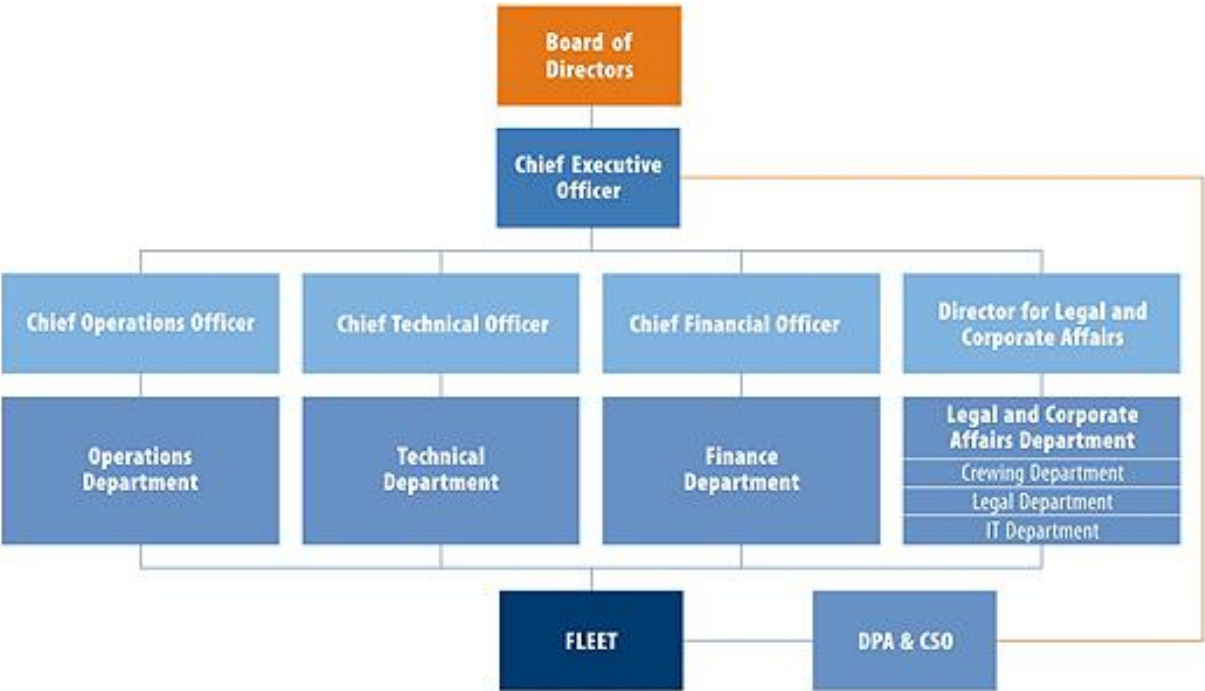 Board of
Directors
Chief Executive
Officer
Chief Operations Officer
Chief Technical Officer
Chief Financial Officer
Director for Legal and
Corporate Affairs
Operations
Department
Technical
Department
Finance
Department
Legal and Corporate
Affairs Department
Crewing Department
Legal Department
IT Department
FLEET
DPA & CSO